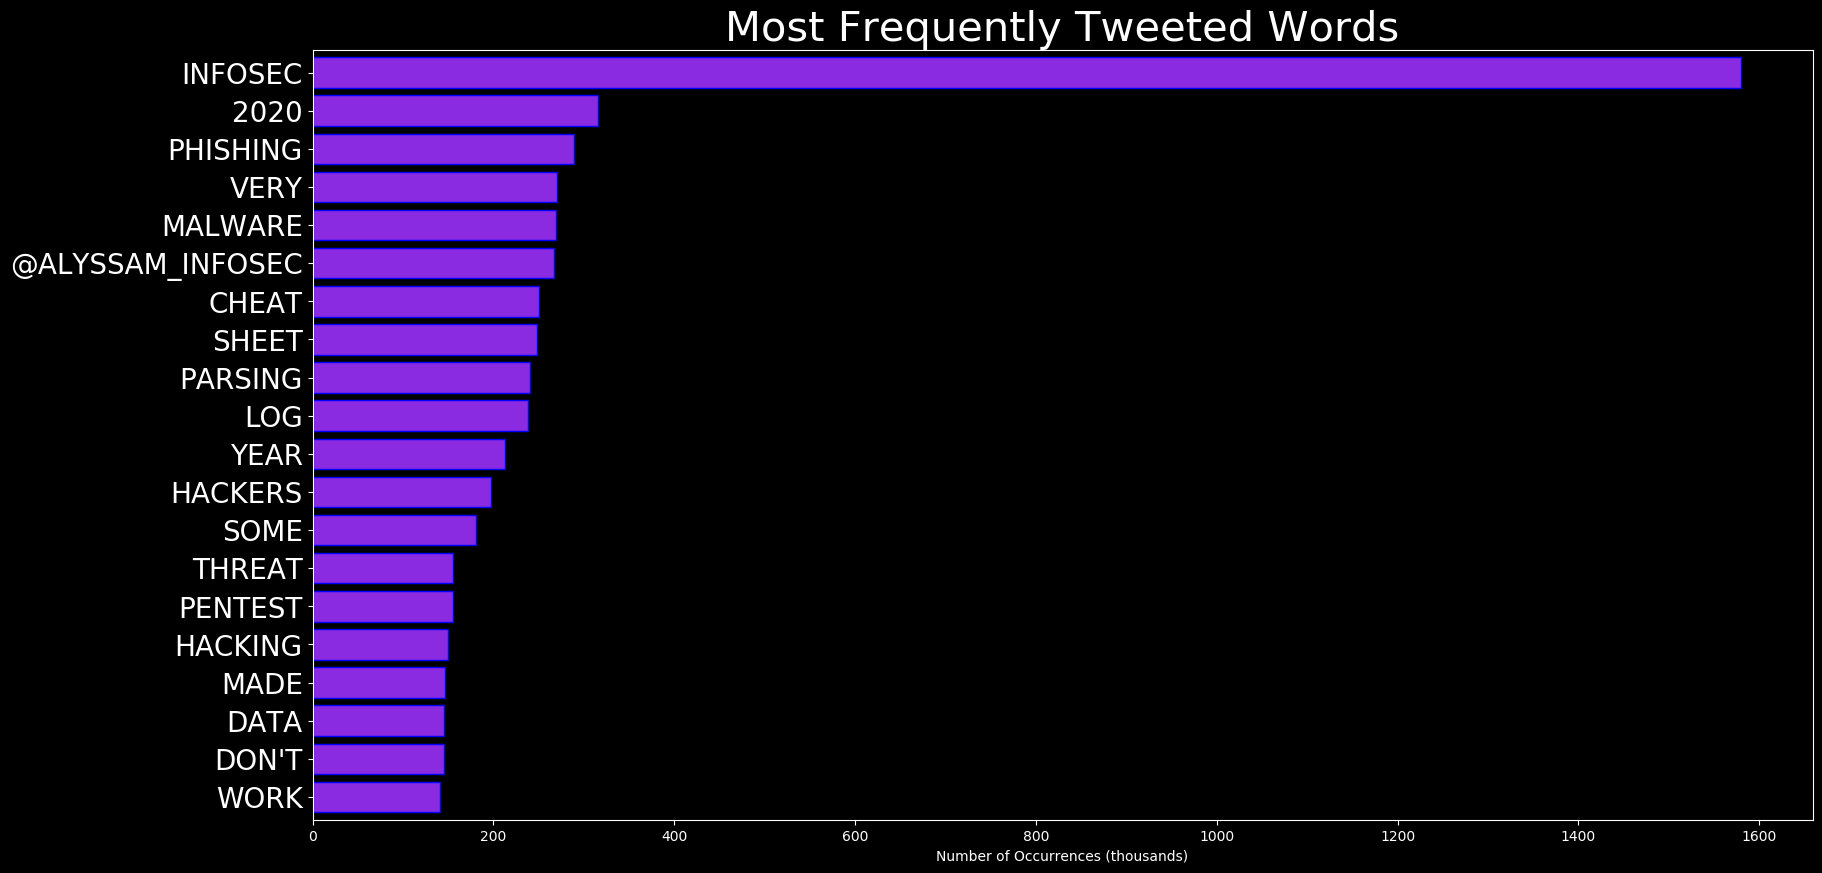 Most Frequently Tweeted Words
INFOSEC
2020
PHISHING
VERY
MALWARE
@ALYSSAM_INFOSEC
CHEAT
SHEET
PARSING
LOG
YEAR
HACKERS
SOME
THREAT
PENTEST
HACKING
MADE
DATA
DON'T
WORK
0 200 400 600 800 1000 1200 1400 1600
Number of Occurrences (thousands)